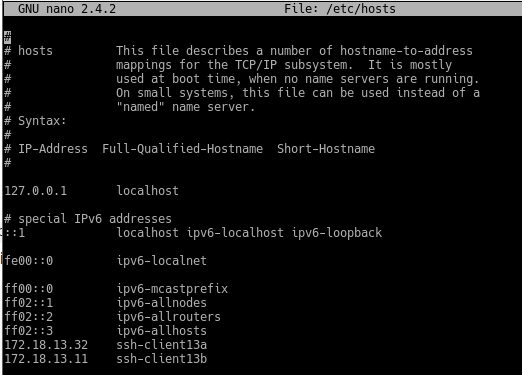 GNU nano 2.4.2 File: /etc/hosts
#
# hosts This file describes a number of hostname-to-address
# mappings for the TCP/IP subsystem. It is mostly
# used at boot time, when no name servers are running.
# On small systems, this file can be used instead of a
# "named" name server.
# Syntax:
#
# IP-Address Full-Qualified-Hostname Short-Hostname
#
127.0.0.1 localhost
# special IPv6 addresses
::1 localhost ipv6-localhost ipv6-loopback
fe00::0 ipv6-localnet
ff00::0 ipv6-mcastprefix
ff02::1 ipv6-allnodes
ff02::2 ipv6-allrouters
ff02::3 ipv6-allhosts
172.18.13.32 ssh-client13a
172.18.13.11 ssh-client13b